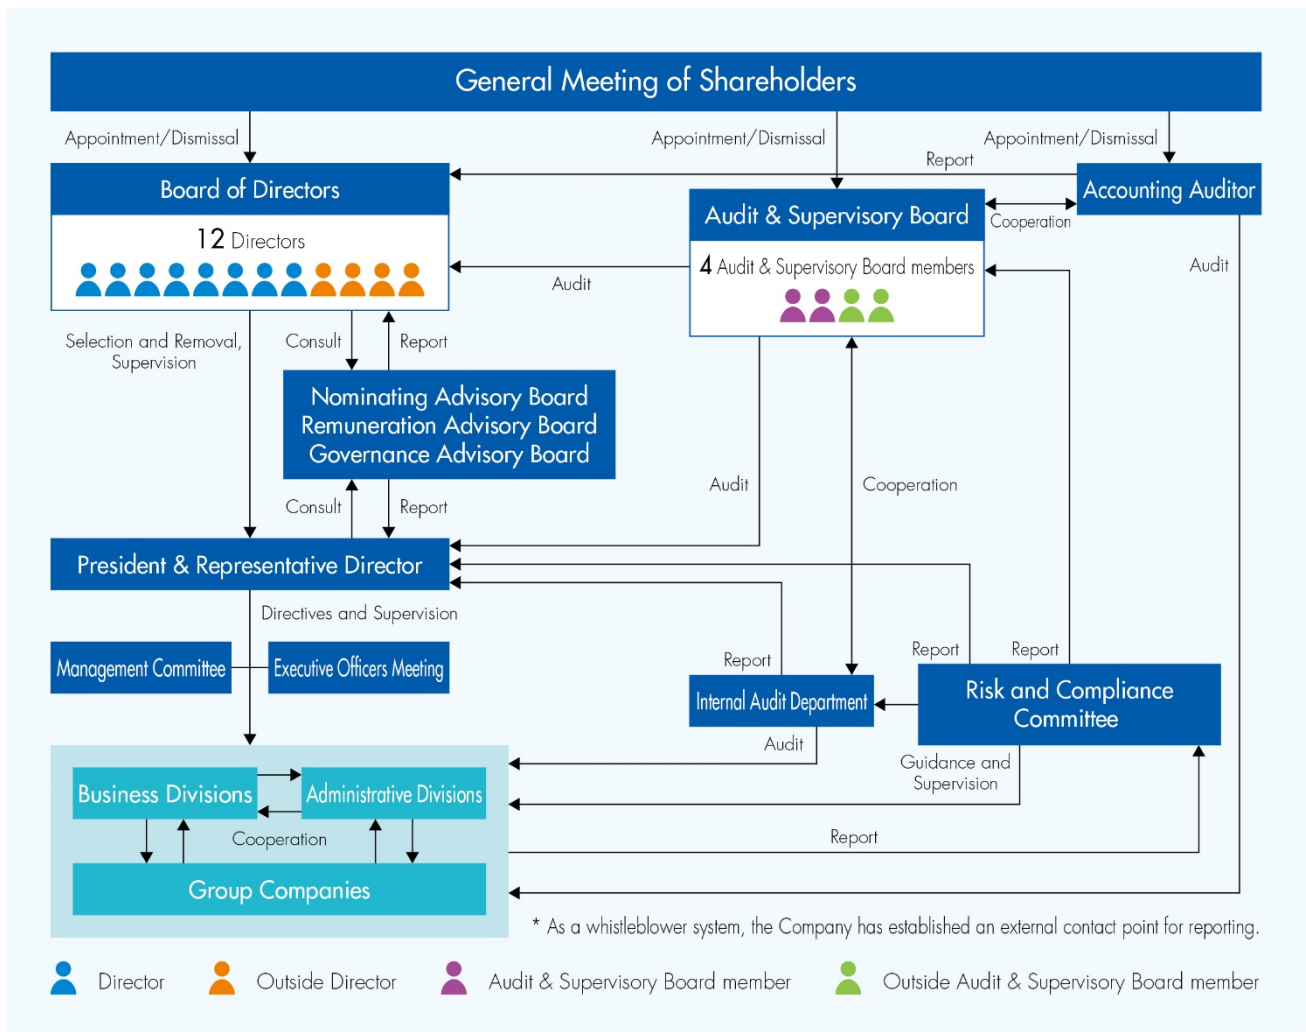 General Meeting of Shareholders
Appointment/Dismissal
Appointment/Dismissal
Appointment/Dismissal
Report
Board of Directors
Accounting Auditor
Audit & Supervisory Board
Cooperation
12 Directors
4 Audit & Supervisory Board members
Audit
Audit
Selection and Removal,
Supervision
Consult
Report
Nominating Advisory Board
Remuneration Advisory Board
Governance Advisory Board
Audit
Cooperation
Consult
Report
President & Representative Director
Directives and Supervision
Management Committee
Executive Officers Meeting
Report
Report
Report
Internal Audit Department
Risk and Compliance
Committee
Audit
Guidance and
Supervision
Business Divisions
Administrative Divisions
Cooperation
Report
Group Companies
* As a whistleblower system, the Company has established an external contact point for reporting.
Director
Outside Director
Audit & Supervisory Board member
Outside Audit & Supervisory Board member